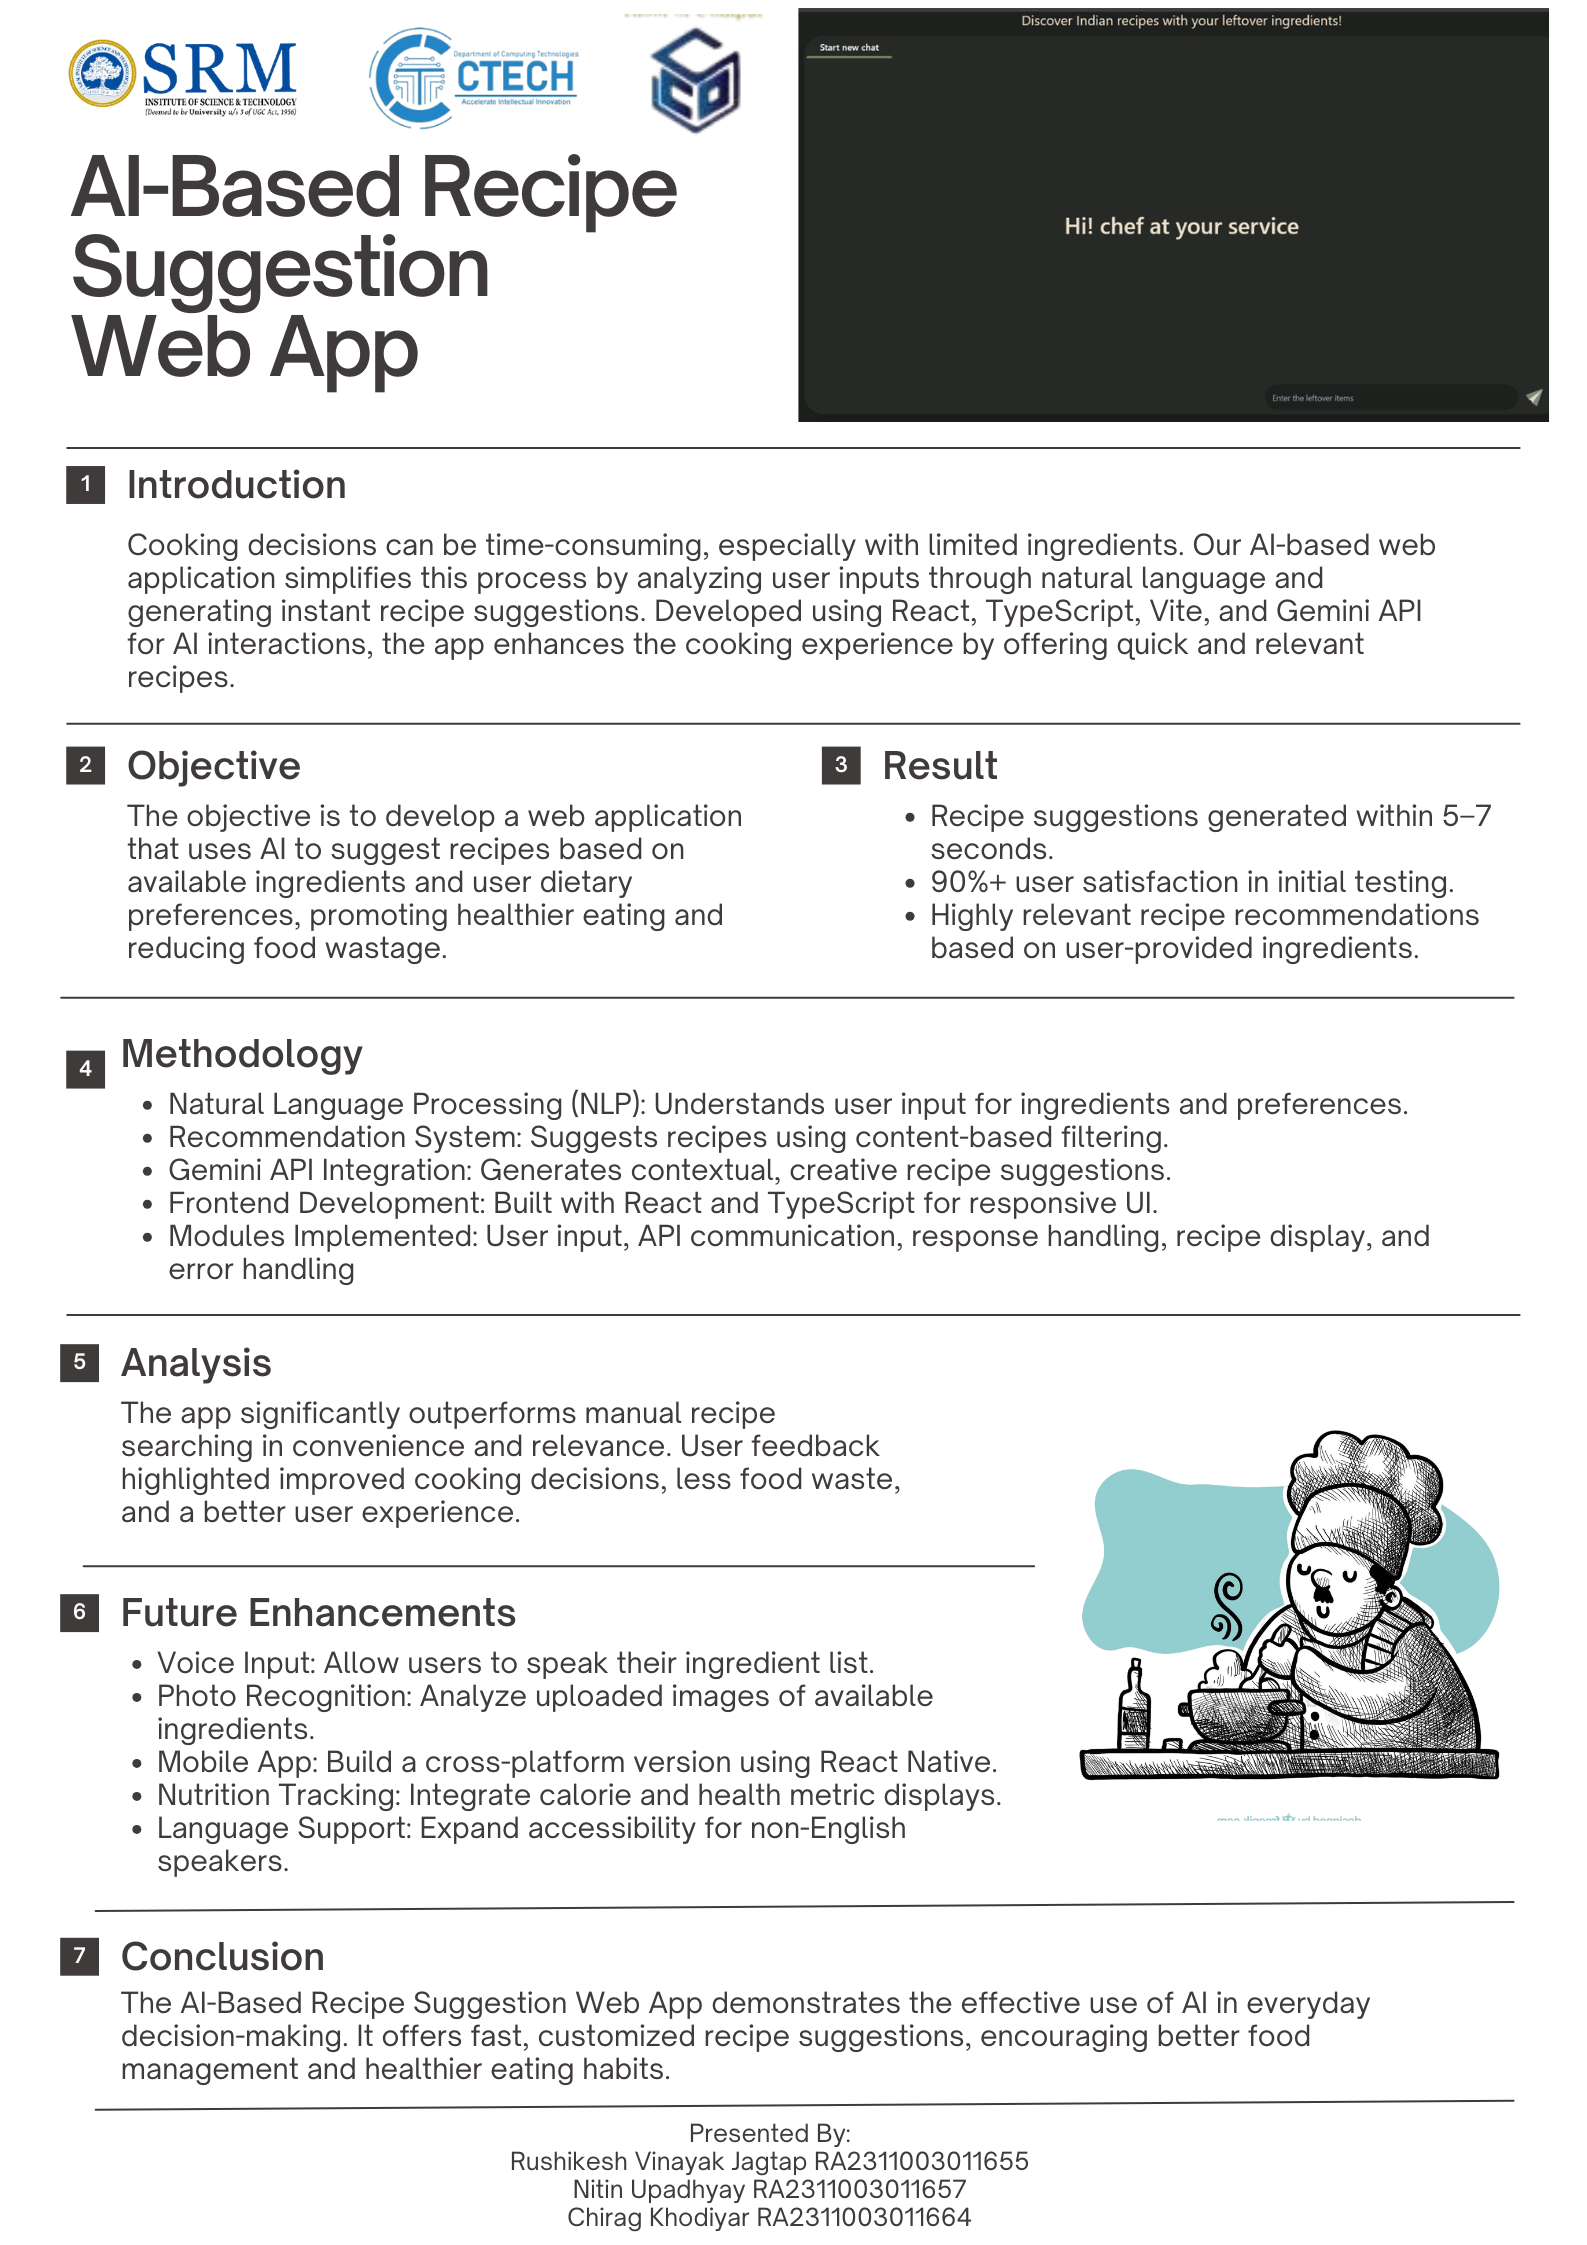 SRM
INSTITUTE OF SCIENCE & TECHNOLOGY
(Deemed to be University u/s 3 of UGC Act, 1956)
Department of Computing Technologies
CTECH
Accelerate Intellectual Innovation
Discover Indian recipes with your leftover ingredients!
Start new chat
Hi! chef at your service
Enter the leftover items
AI-Based Recipe
Suggestion
Web App
1 Introduction
Cooking decisions can be time-consuming, especially with limited ingredients. Our AI-based web
application simplifies this process by analyzing user inputs through natural language and
generating instant recipe suggestions. Developed using React, TypeScript, Vite, and Gemini API
for AI interactions, the app enhances the cooking experience by offering quick and relevant
recipes.
2 Objective
The objective is to develop a web application
that uses AI to suggest recipes based on
available ingredients and user dietary
preferences, promoting healthier eating and
reducing food wastage.
3 Result
• Recipe suggestions generated within 5–7
seconds.
• 90%+ user satisfaction in initial testing.
• Highly relevant recipe recommendations
based on user-provided ingredients.
4 Methodology
• Natural Language Processing (NLP): Understands user input for ingredients and preferences.
• Recommendation System: Suggests recipes using content-based filtering.
• Gemini API Integration: Generates contextual, creative recipe suggestions.
• Frontend Development: Built with React and TypeScript for responsive UI.
• Modules Implemented: User input, API communication, response handling, recipe display, and
error handling
5 Analysis
The app significantly outperforms manual recipe
searching in convenience and relevance. User feedback
highlighted improved cooking decisions, less food waste,
and a better user experience.
6 Future Enhancements
• Voice Input: Allow users to speak their ingredient list.
• Photo Recognition: Analyze uploaded images of available
ingredients.
• Mobile App: Build a cross-platform version using React Native.
• Nutrition Tracking: Integrate calorie and health metric displays.
• Language Support: Expand accessibility for non-English
speakers.
7 Conclusion
The AI-Based Recipe Suggestion Web App demonstrates the effective use of AI in everyday
decision-making. It offers fast, customized recipe suggestions, encouraging better food
management and healthier eating habits.
Presented By:
Rushikesh Vinayak Jagtap RA2311003011655
Nitin Upadhyay RA2311003011657
Chirag Khodiyar RA2311003011664